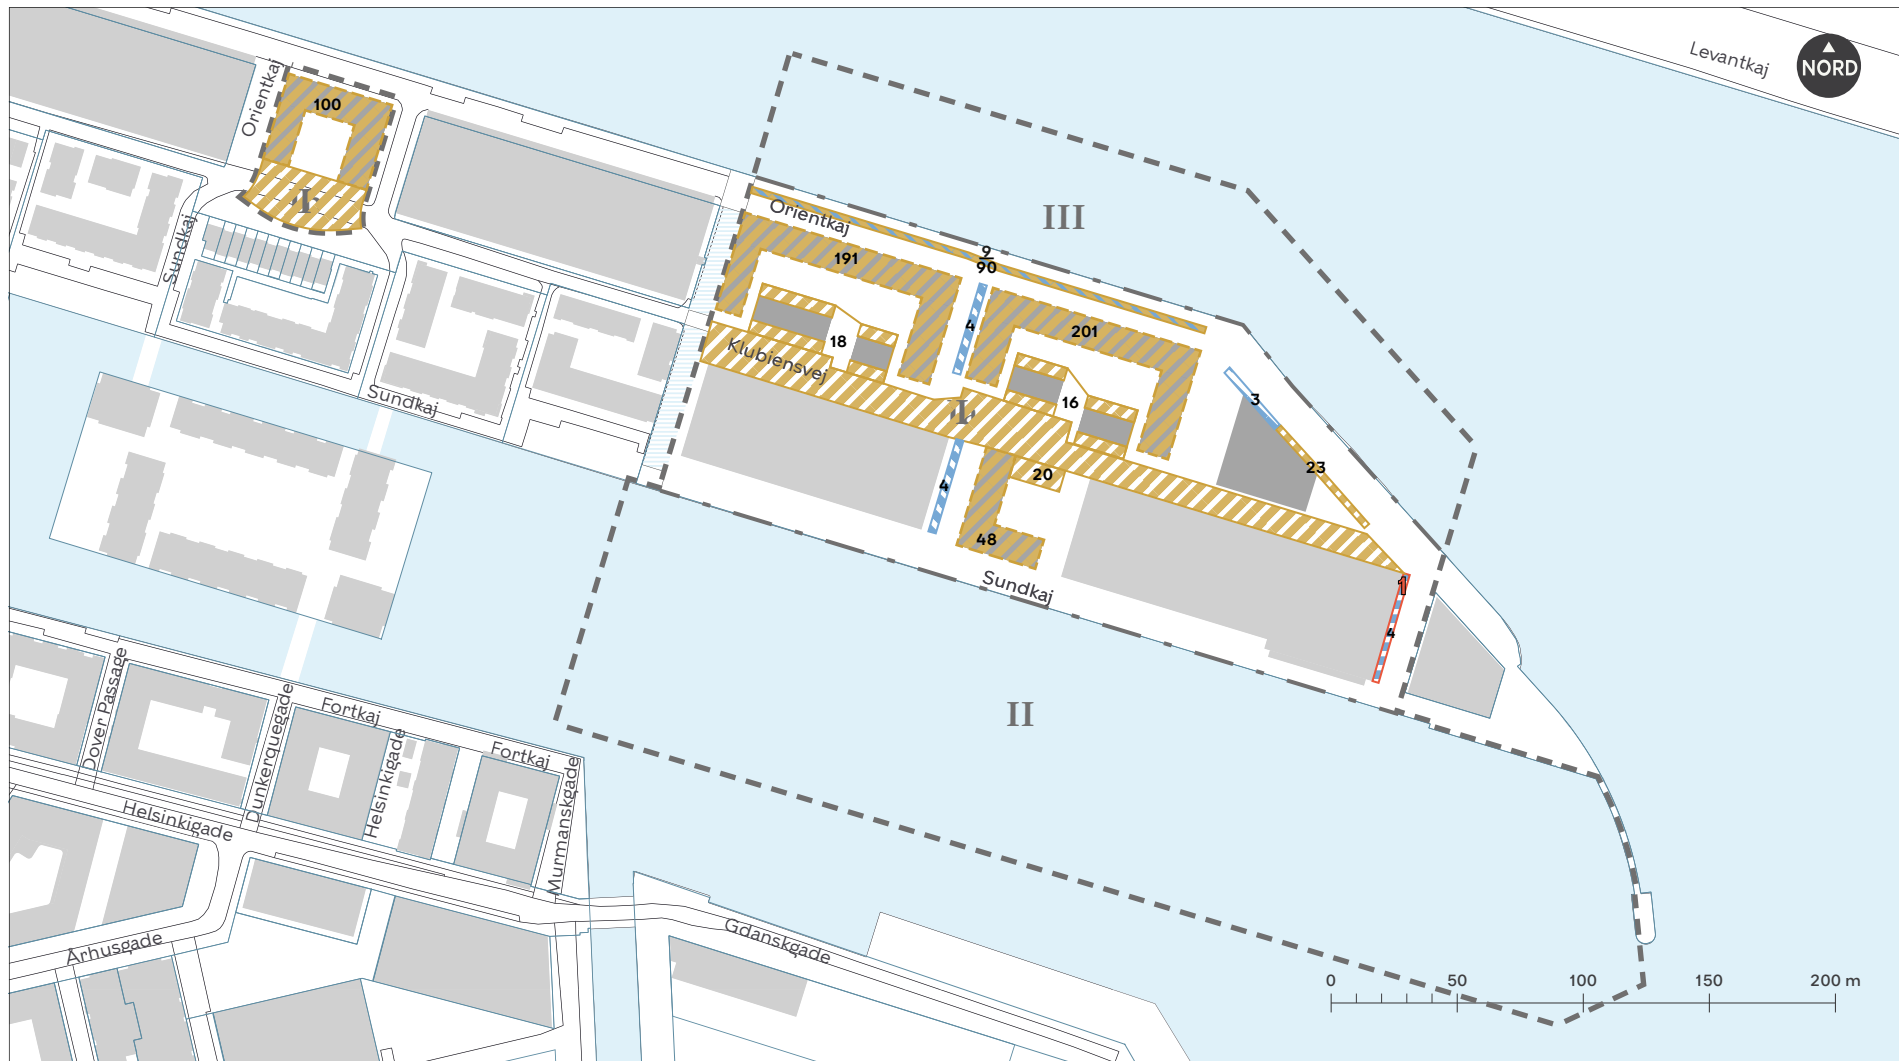 Levantkaj
NORD
Orientkaj
100
I
Sundkaj
III
Orientkaj
9
90
191
4
201
18
Klubiensvej
16
I
3
23
4
20
48
Sundkaj
Sundkaj
1
4
II
Dover Passage
Dunkerquegade
Fortkaj
Helsinkigade
Fortkaj
Murmanskgade
Helsinkigade
Århusgade
Gdanskgade
0 50 100 150 200 m